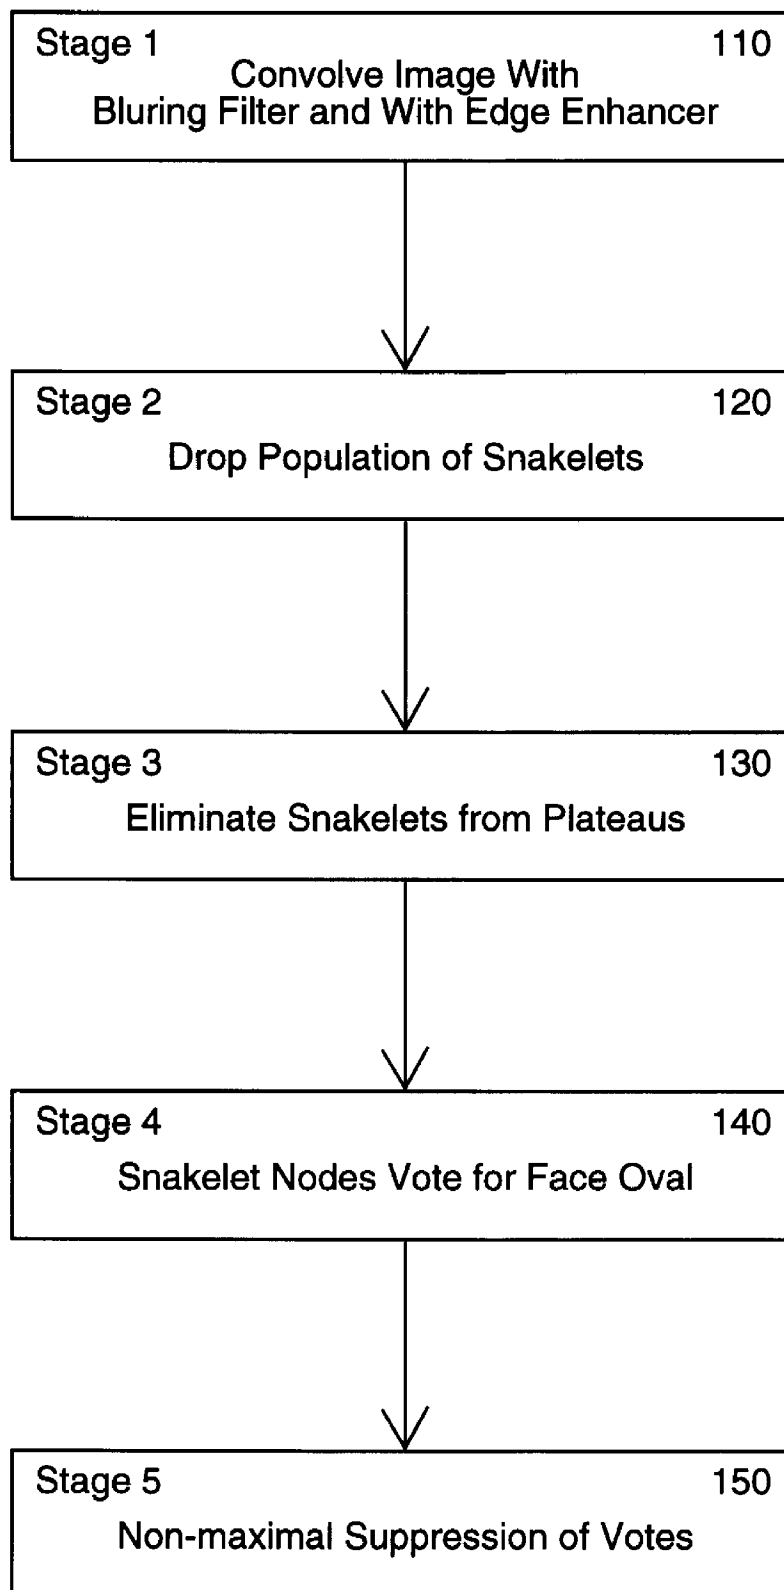 Stage 1 110
Convolve Image With
Bluring Filter and With Edge Enhancer
Stage 2 120
Drop Population of Snakelets
Stage 3 130
Eliminate Snakelets from Plateaus
Stage 4 140
Snakelet Nodes Vote for Face Oval
Stage 5 150
Non-maximal Suppression of Votes